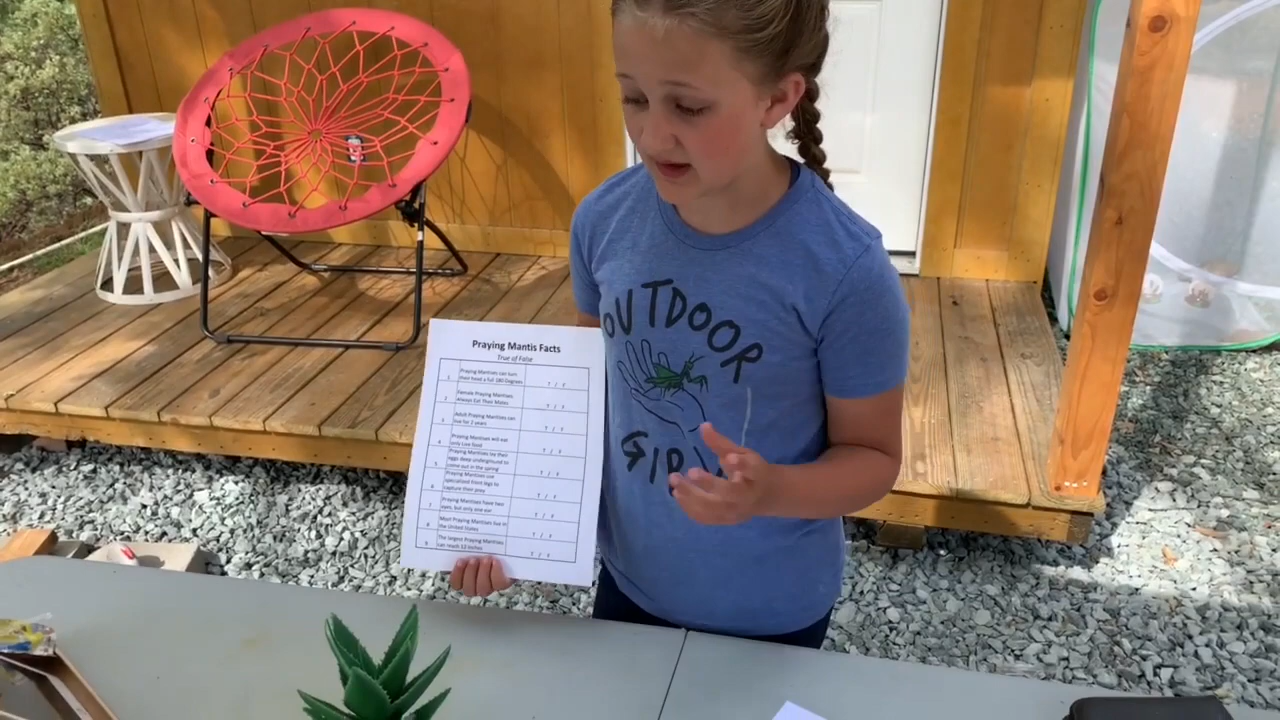 OUTDOOR
GIRL
Praying Mantis Facts
True of False
1 Praying Mantises can turn T / F
their head a full 180 Degrees
2 Female Praying Mantises T / F
Always Eat Their Mates
3 Adult Praying Mantises can T / F
live for 2 years
4 Praying Mantises will eat T / F
only Live food
5 Praying Mantises lay their T / F
eggs deep underground to
come out in the spring
6 Praying Mantises use T / F
specialized front legs to
capture their prey
7 Praying Mantises have two T / F
eyes, but only one ear
8 Most Praying Mantises live in T / F
the United States
9 The largest Praying Mantises T / F
can reach 12 inches